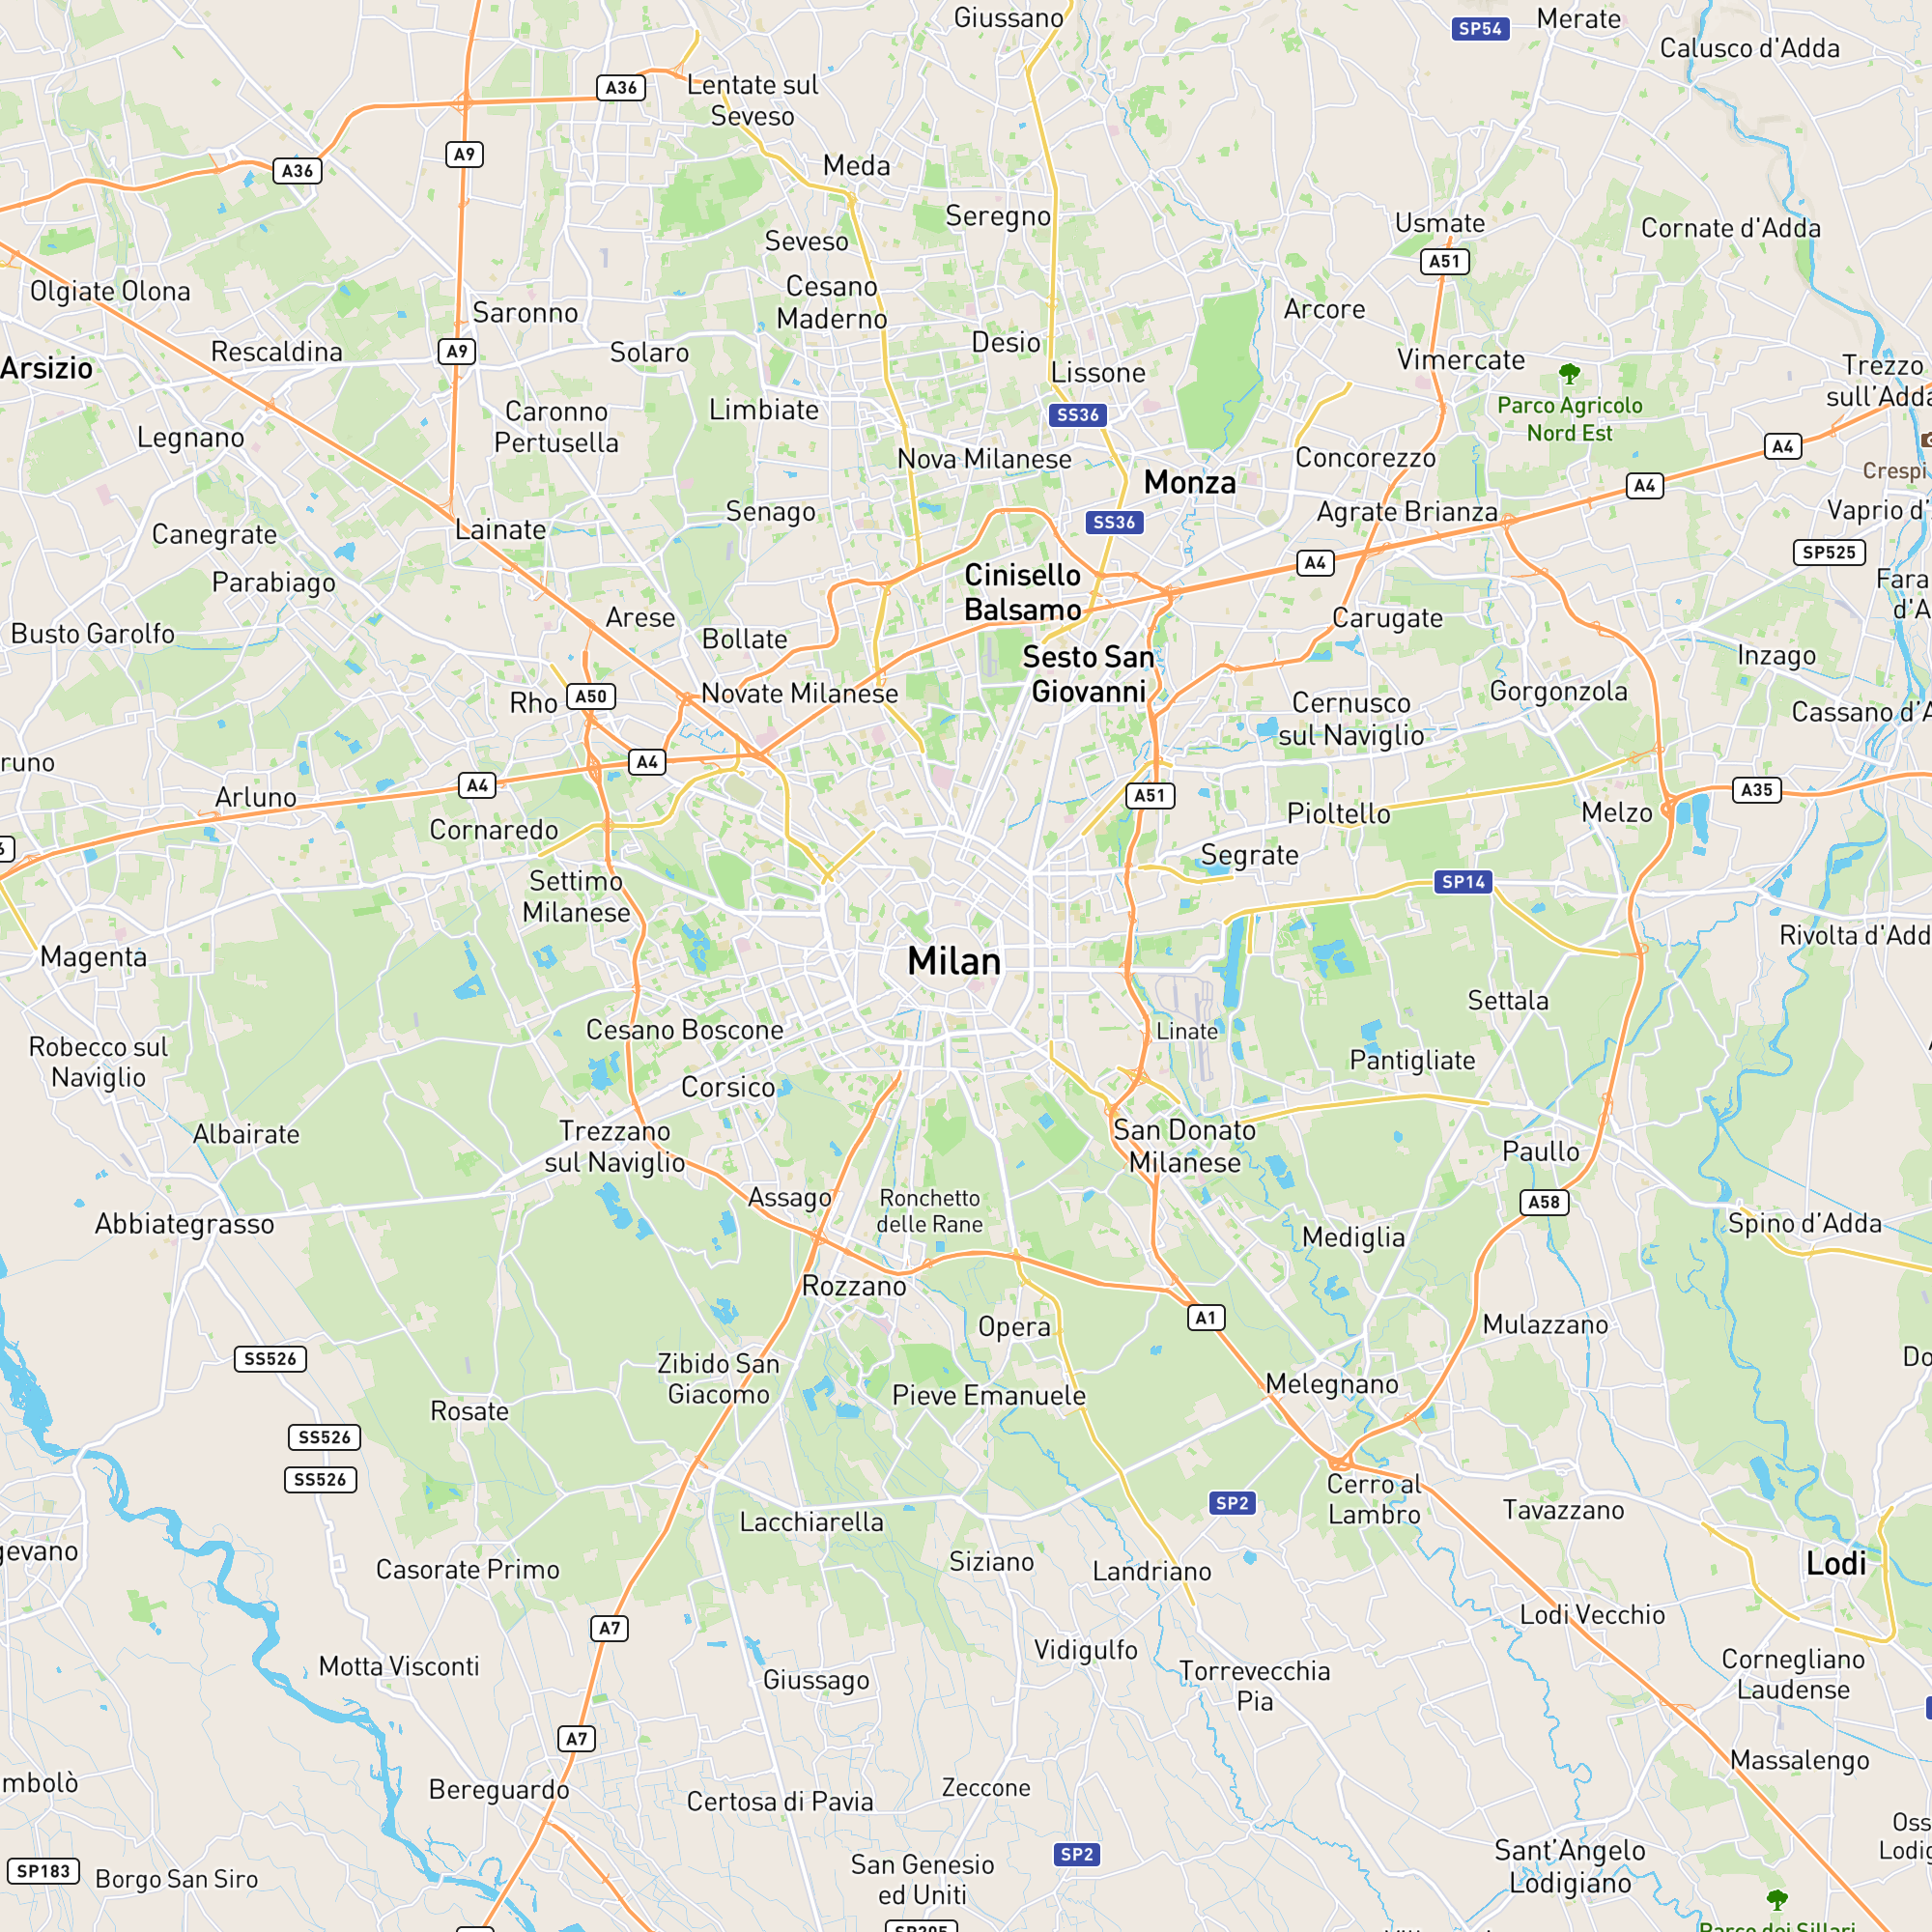 Giussano
SP54
Merate
Calusco d'Adda
A36
Lentate sul
Seveso
A9
A36
Meda
Seregno
Usmate
Cornate d'Adda
Seveso
A51
Olgiate Olona
Cesano
Maderno
Saronno
Arcore
Desio
Rescaldina
A9
Solaro
Vimercate
Arsizio
Lissone
Trezzo
sull'Adda
Parco Agricolo
Nord Est
Caronno
Pertusella
Limbiate
SS36
Legnano
A4
Nova Milanese
Concorezzo
Crespi
Monza
A4
Senago
Agrate Brianza
Vaprio d'
Lainate
SS36
Canegrate
SP525
A4
Parabiago
Cinisello
Balsamo
Fara
d'A
Arese
Carugate
Busto Garolfo
Bollate
Sesto San
Giovanni
Inzago
Rho
A50
Novate Milanese
Gorgonzola
Cernusco
sul Naviglio
Cassano d'A
runo
A4
A4
Arluno
A51
A35
Pioltello
Melzo
Cornaredo
6
Segrate
Settimo
Milanese
SP14
Magenta
Milan
Rivolta d'Add
Settala
Cesano Boscone
Linate
Robecco sul
Naviglio
Pantigliate
Corsico
Albairate
Trezzano
sul Naviglio
San Donato
Milanese
Paullo
Assago
Ronchetto
delle Rane
A58
Abbiategrasso
Spino d'Adda
Mediglia
Rozzano
A1
Opera
Mulazzano
SS526
Zibido San
Giacomo
Do
Melegnano
Pieve Emanuele
Rosate
SS526
SS526
Cerro al
Lambro
SP2
Tavazzano
Lacchiarella
gevano
Siziano
Lodi
Casorate Primo
Landriano
A7
Lodi Vecchio
Vidigulfo
Motta Visconti
Cornegliano
Laudense
Giussago
Torrevecchia
Pia
A7
Massalengo
mbolò
Bereguardo
Zeccone
Certosa di Pavia
Oss
Lodig
SP2
Sant'Angelo
Lodigiano
SP183
Borgo San Siro
San Genesio
ed Uniti
Parco dei Sillari
SP205